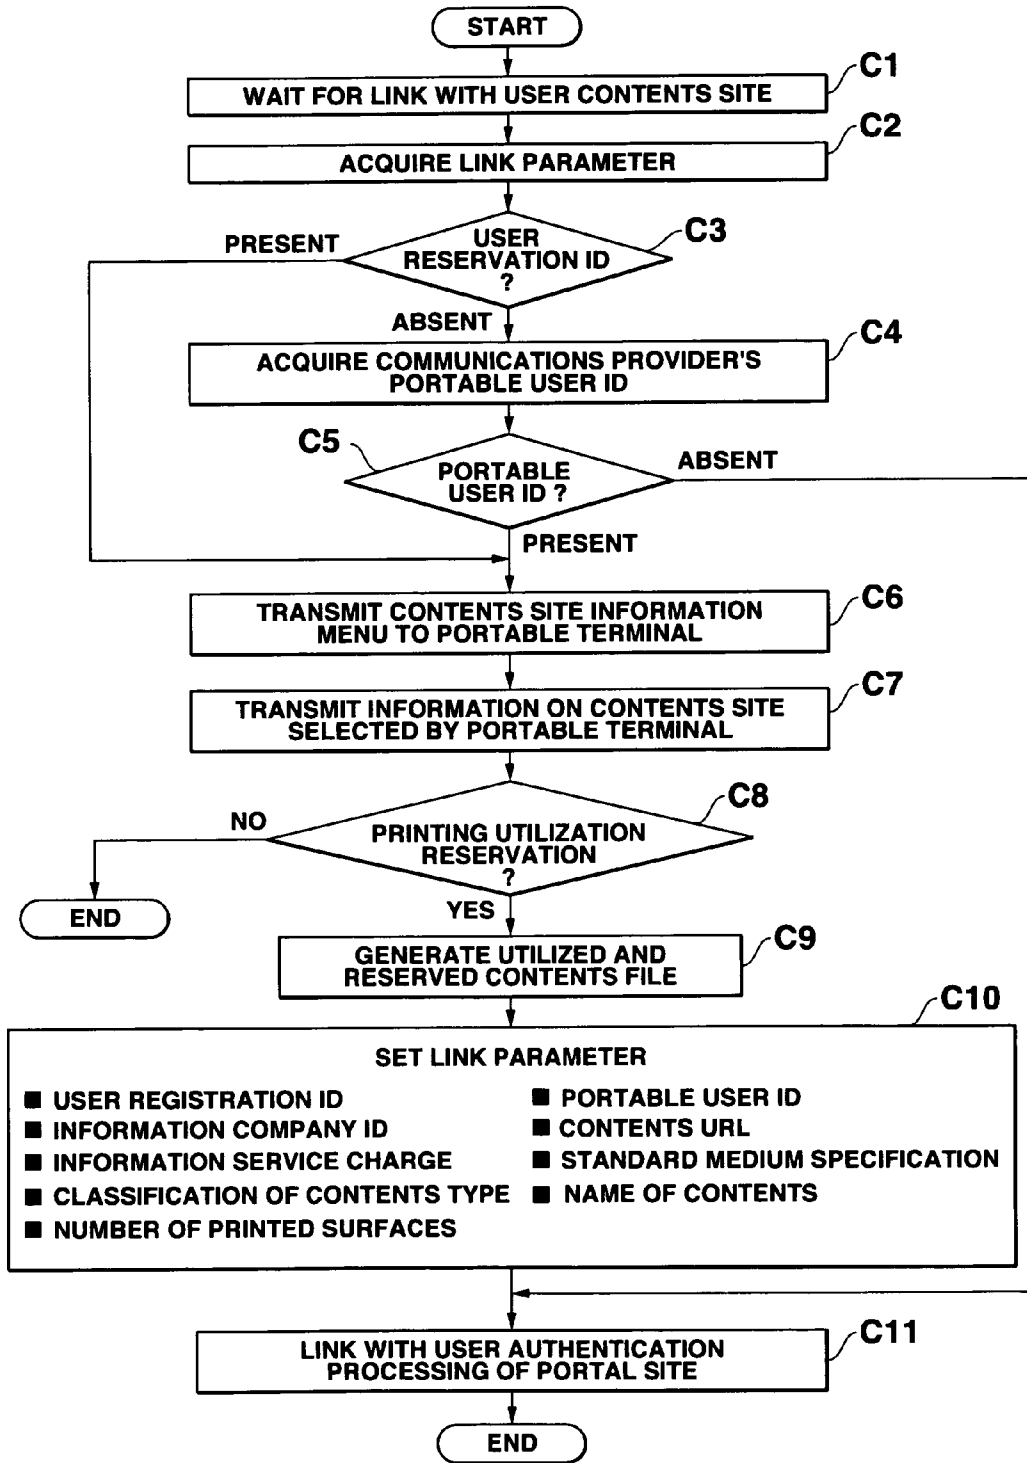 START
C1
WAIT FOR LINK WITH USER CONTENTS SITE
C2
ACQUIRE LINK PARAMETER
C3
PRESENT
USER
RESERVATION ID
?
ABSENT
C4
ACQUIRE COMMUNICATIONS PROVIDER'S
PORTABLE USER ID
C5
ABSENT
PORTABLE
USER ID ?
PRESENT
C6
TRANSMIT CONTENTS SITE INFORMATION
MENU TO PORTABLE TERMINAL
C7
TRANSMIT INFORMATION ON CONTENTS SITE
SELECTED BY PORTABLE TERMINAL
C8
NO
PRINTING UTILIZATION
RESERVATION
?
END
YES
C9
GENERATE UTILIZED AND
RESERVED CONTENTS FILE
C10
SET LINK PARAMETER
■ USER REGISTRATION ID
■ PORTABLE USER ID
■ INFORMATION COMPANY ID
■ CONTENTS URL
■ INFORMATION SERVICE CHARGE
■ STANDARD MEDIUM SPECIFICATION
■ CLASSIFICATION OF CONTENTS TYPE
■ NAME OF CONTENTS
■ NUMBER OF PRINTED SURFACES
C11
LINK WITH USER AUTHENTICATION
PROCESSING OF PORTAL SITE
END